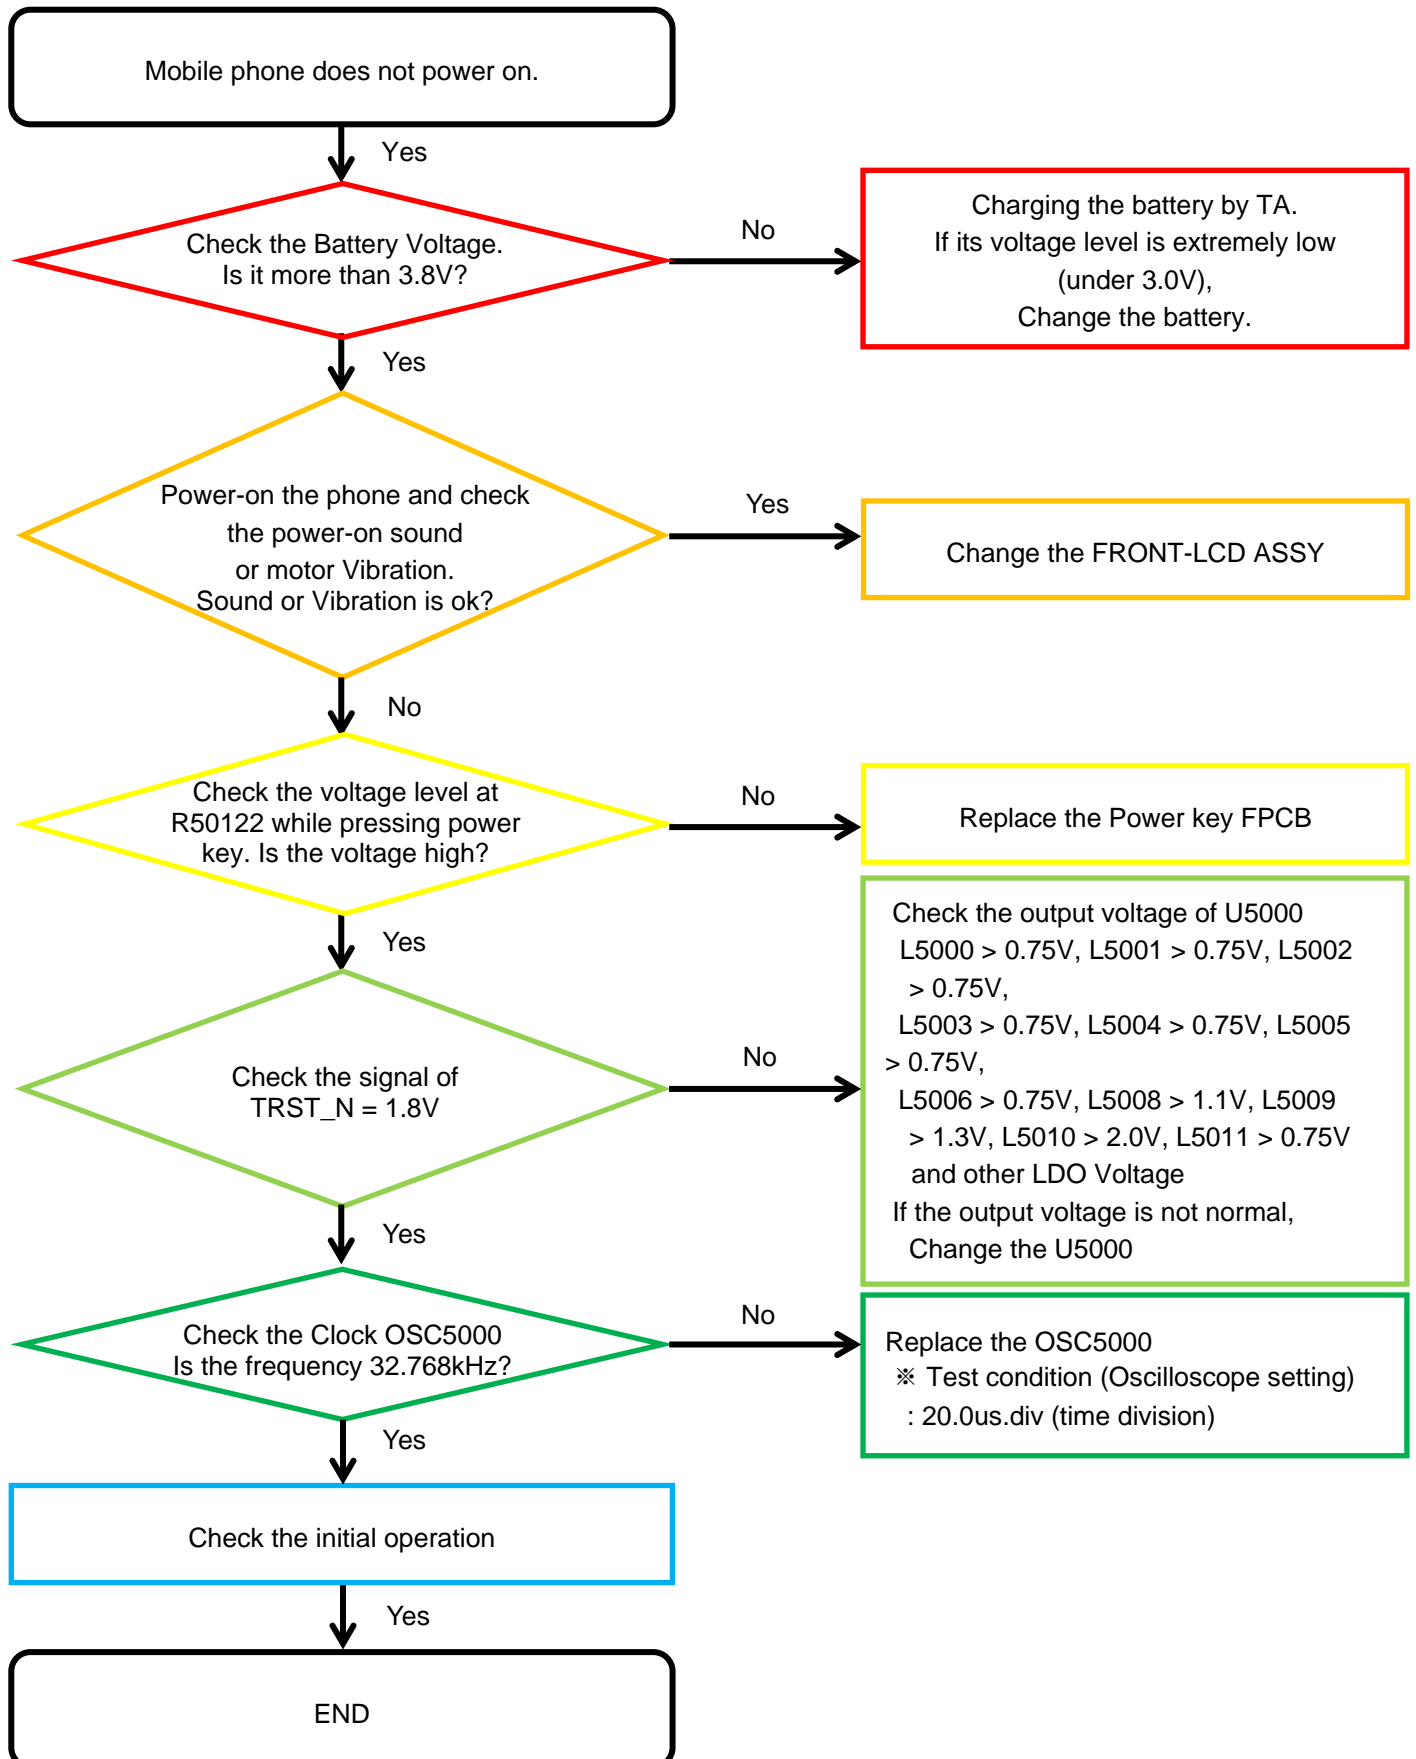 Mobile phone does not power on.
Yes
Check the Battery Voltage.
Is it more than 3.8V?
No
Charging the battery by TA.
If its voltage level is extremely low
(under 3.0V),
Change the battery.
Yes
Power-on the phone and check
the power-on sound
or motor Vibration.
Sound or Vibration is ok?
Yes
Change the FRONT-LCD ASSY
No
Check the voltage level at
R50122 while pressing power
key. Is the voltage high?
No
Replace the Power key FPCB
Yes
Check the signal of
TRST_N = 1.8V
No
Check the output voltage of U5000
L5000 > 0.75V, L5001 > 0.75V, L5002
> 0.75V,
L5003 > 0.75V, L5004 > 0.75V, L5005
> 0.75V,
L5006 > 0.75V, L5008 > 1.1V, L5009
> 1.3V, L5010 > 2.0V, L5011 > 0.75V
and other LDO Voltage
If the output voltage is not normal,
Change the U5000
Yes
Check the Clock OSC5000
Is the frequency 32.768kHz?
No
Replace the OSC5000
※ Test condition (Oscilloscope setting)
: 20.0us.div (time division)
Yes
Check the initial operation
Yes
END